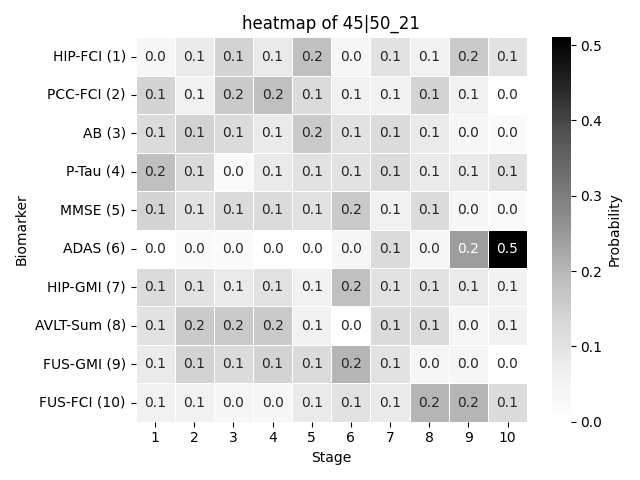 heatmap of 45|50_21
HIP-FCI (1) 0.0 0.1 0.1 0.1 0.2 0.0 0.1 0.1 0.2 0.1
PCC-FCI (2) 0.1 0.1 0.2 0.2 0.1 0.1 0.1 0.1 0.1 0.0
AB (3) 0.1 0.1 0.1 0.1 0.2 0.1 0.1 0.1 0.0 0.0
P-Tau (4) 0.2 0.1 0.0 0.1 0.1 0.1 0.1 0.1 0.1 0.1
MMSE (5) 0.1 0.1 0.1 0.1 0.1 0.2 0.1 0.1 0.0 0.0
ADAS (6) 0.0 0.0 0.0 0.0 0.0 0.0 0.1 0.0 0.2 0.5
HIP-GMI (7) 0.1 0.1 0.1 0.1 0.1 0.2 0.1 0.1 0.1 0.1
AVLT-Sum (8) 0.1 0.2 0.2 0.2 0.1 0.0 0.1 0.1 0.0 0.1
FUS-GMI (9) 0.1 0.1 0.1 0.1 0.1 0.2 0.1 0.0 0.0 0.0
FUS-FCI (10) 0.1 0.1 0.0 0.0 0.1 0.1 0.1 0.2 0.2 0.1
1 2 3 4 5 6 7 8 9 10
Stage
Biomarker
0.5
0.4
0.3
0.2
0.1
0.0
Probability